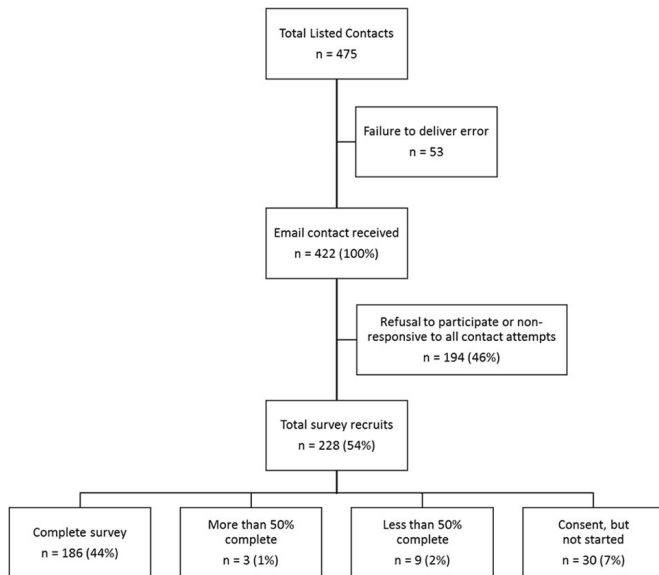 Total Listed Contacts
n = 475
Failure to deliver error
n = 53
Email contact received
n = 422 (100%)
Refusal to participate or non-
responsive to all contact attempts
n = 194 (46%)
Total survey recruits
n = 228 (54%)
Complete survey
n = 186 (44%)
More than 50%
complete
n = 3 (1%)
Less than 50%
complete
n = 9 (2%)
Consent, but
not started
n = 30 (7%)